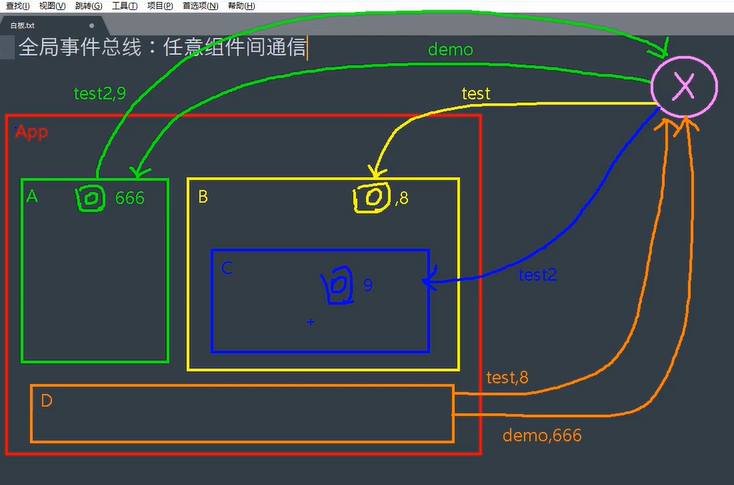 查找(I) 视图(V) 跳转(G) 工具(T) 项目(P) 首选项(N) 帮助(H)
白板.txt
全局事件总线：任意组件间通信
demo
test2,9
test
X
App
A
666
B
,8
C
9
+
test2
test,8
D
demo,666